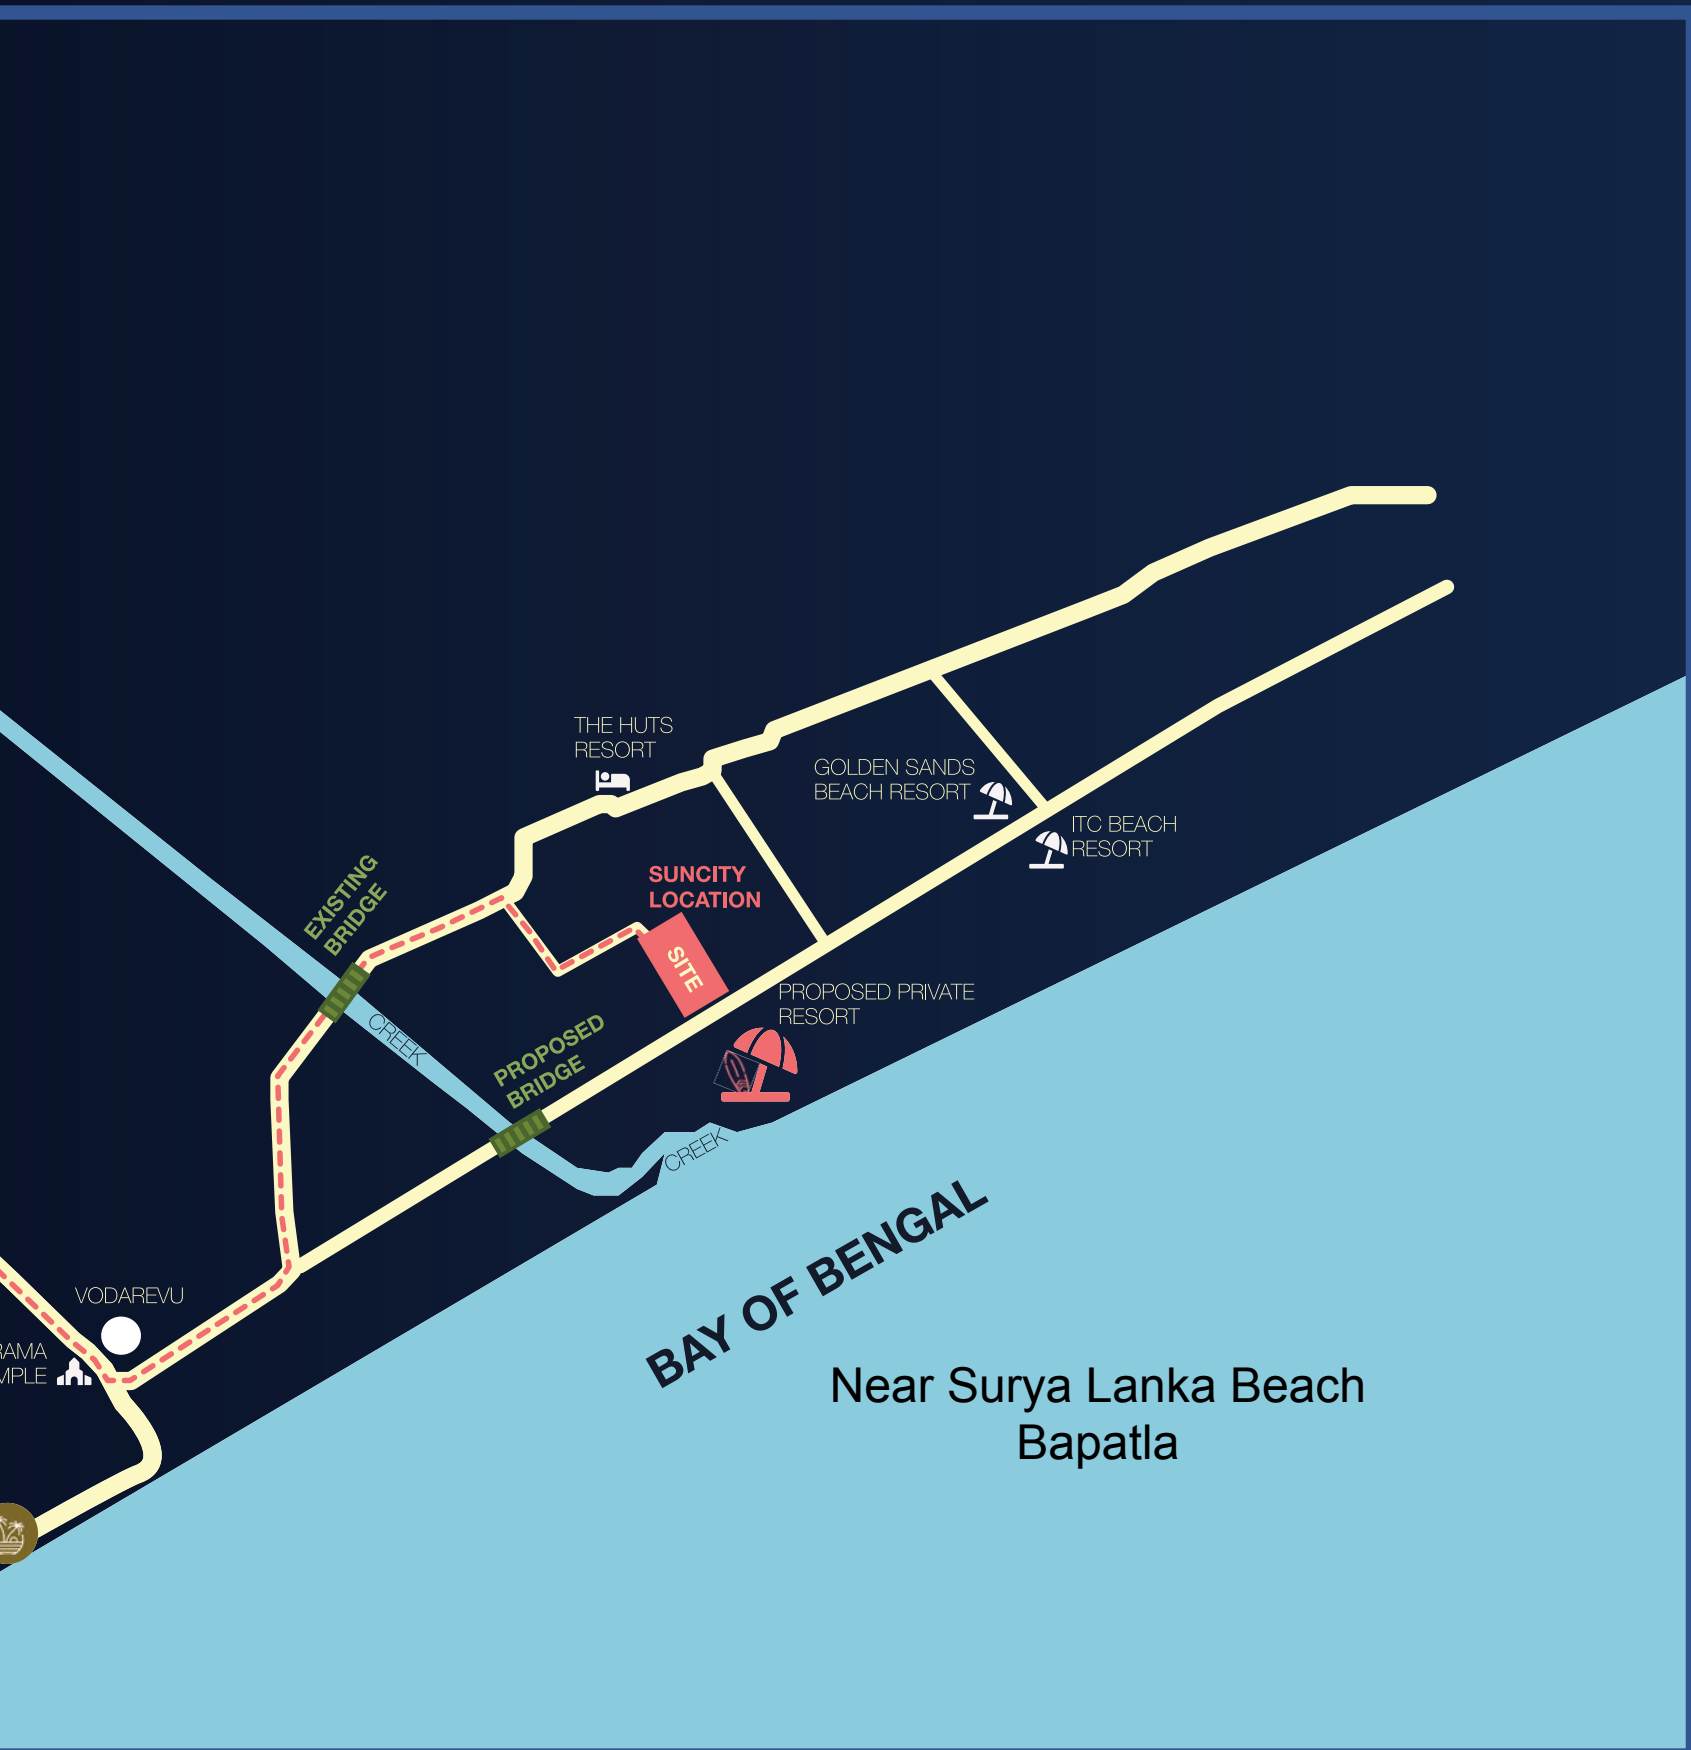 THE HUTS
RESORT
GOLDEN SANDS
BEACH RESORT
ITC BEACH
RESORT
SUNCITY
LOCATION
SITE
EXISTING
BRIDGE
CREEK
PROPOSED
BRIDGE
PROPOSED PRIVATE
RESORT
CREEK
BAY OF BENGAL
VODAREVU
RAMA
MPLE
Near Surya Lanka Beach
Bapatla